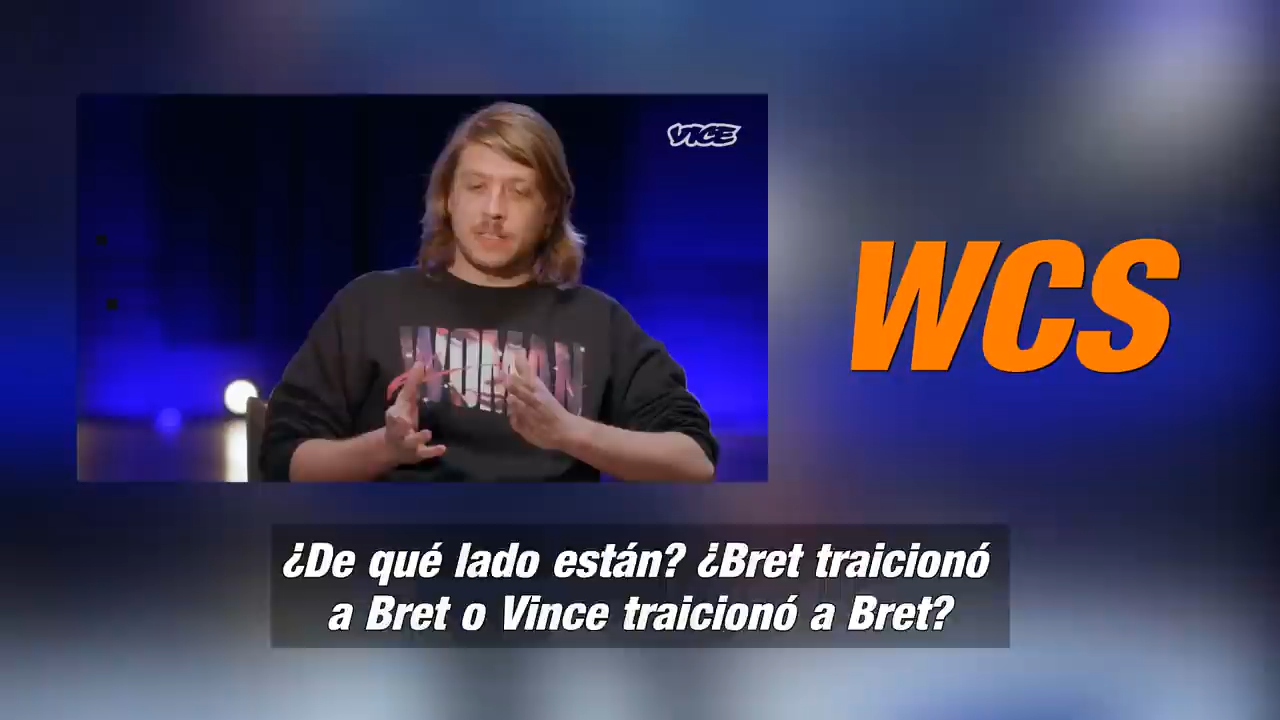 VICE
WOMAN
WCS
¿De qué lado están? ¿Bret traicionó
a Bret o Vince traicionó a Bret?